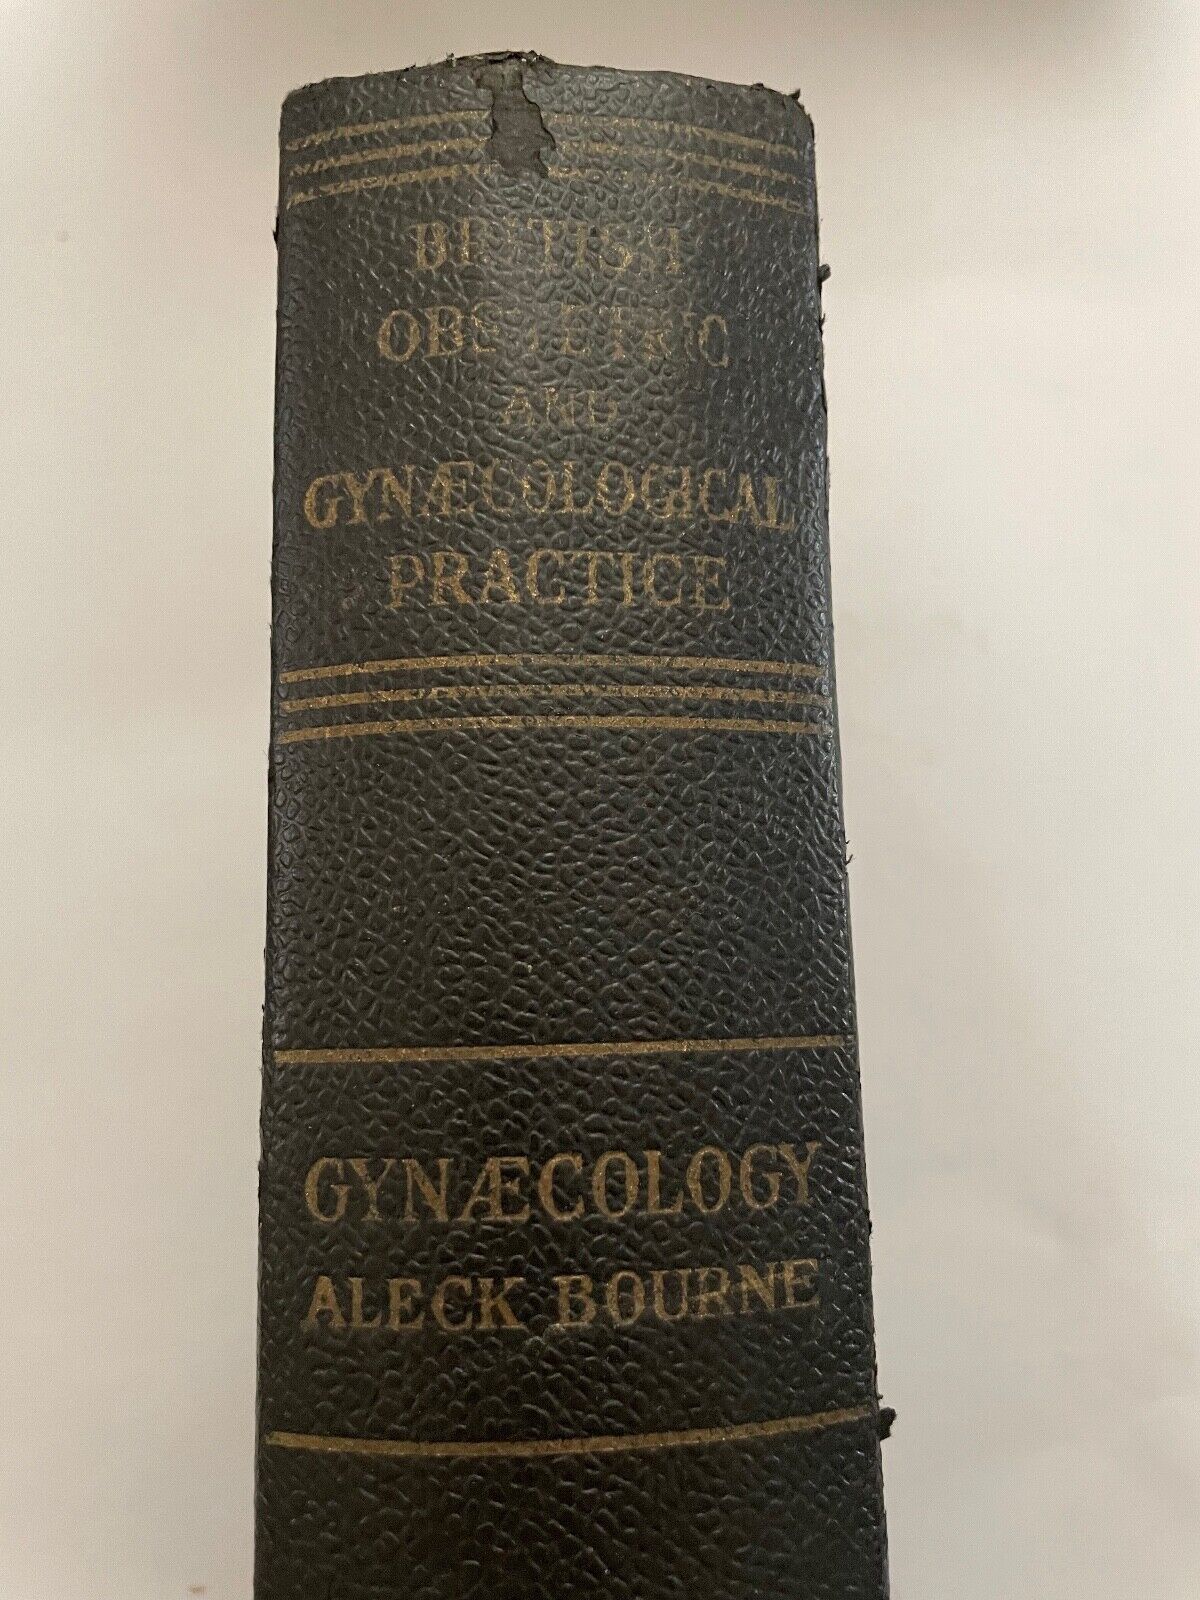 BRITISH
OBSTETRIC
AND
GYNÆCOLOGICAL
PRACTICE
GYNÆCOLOGY
ALECK BOURNE